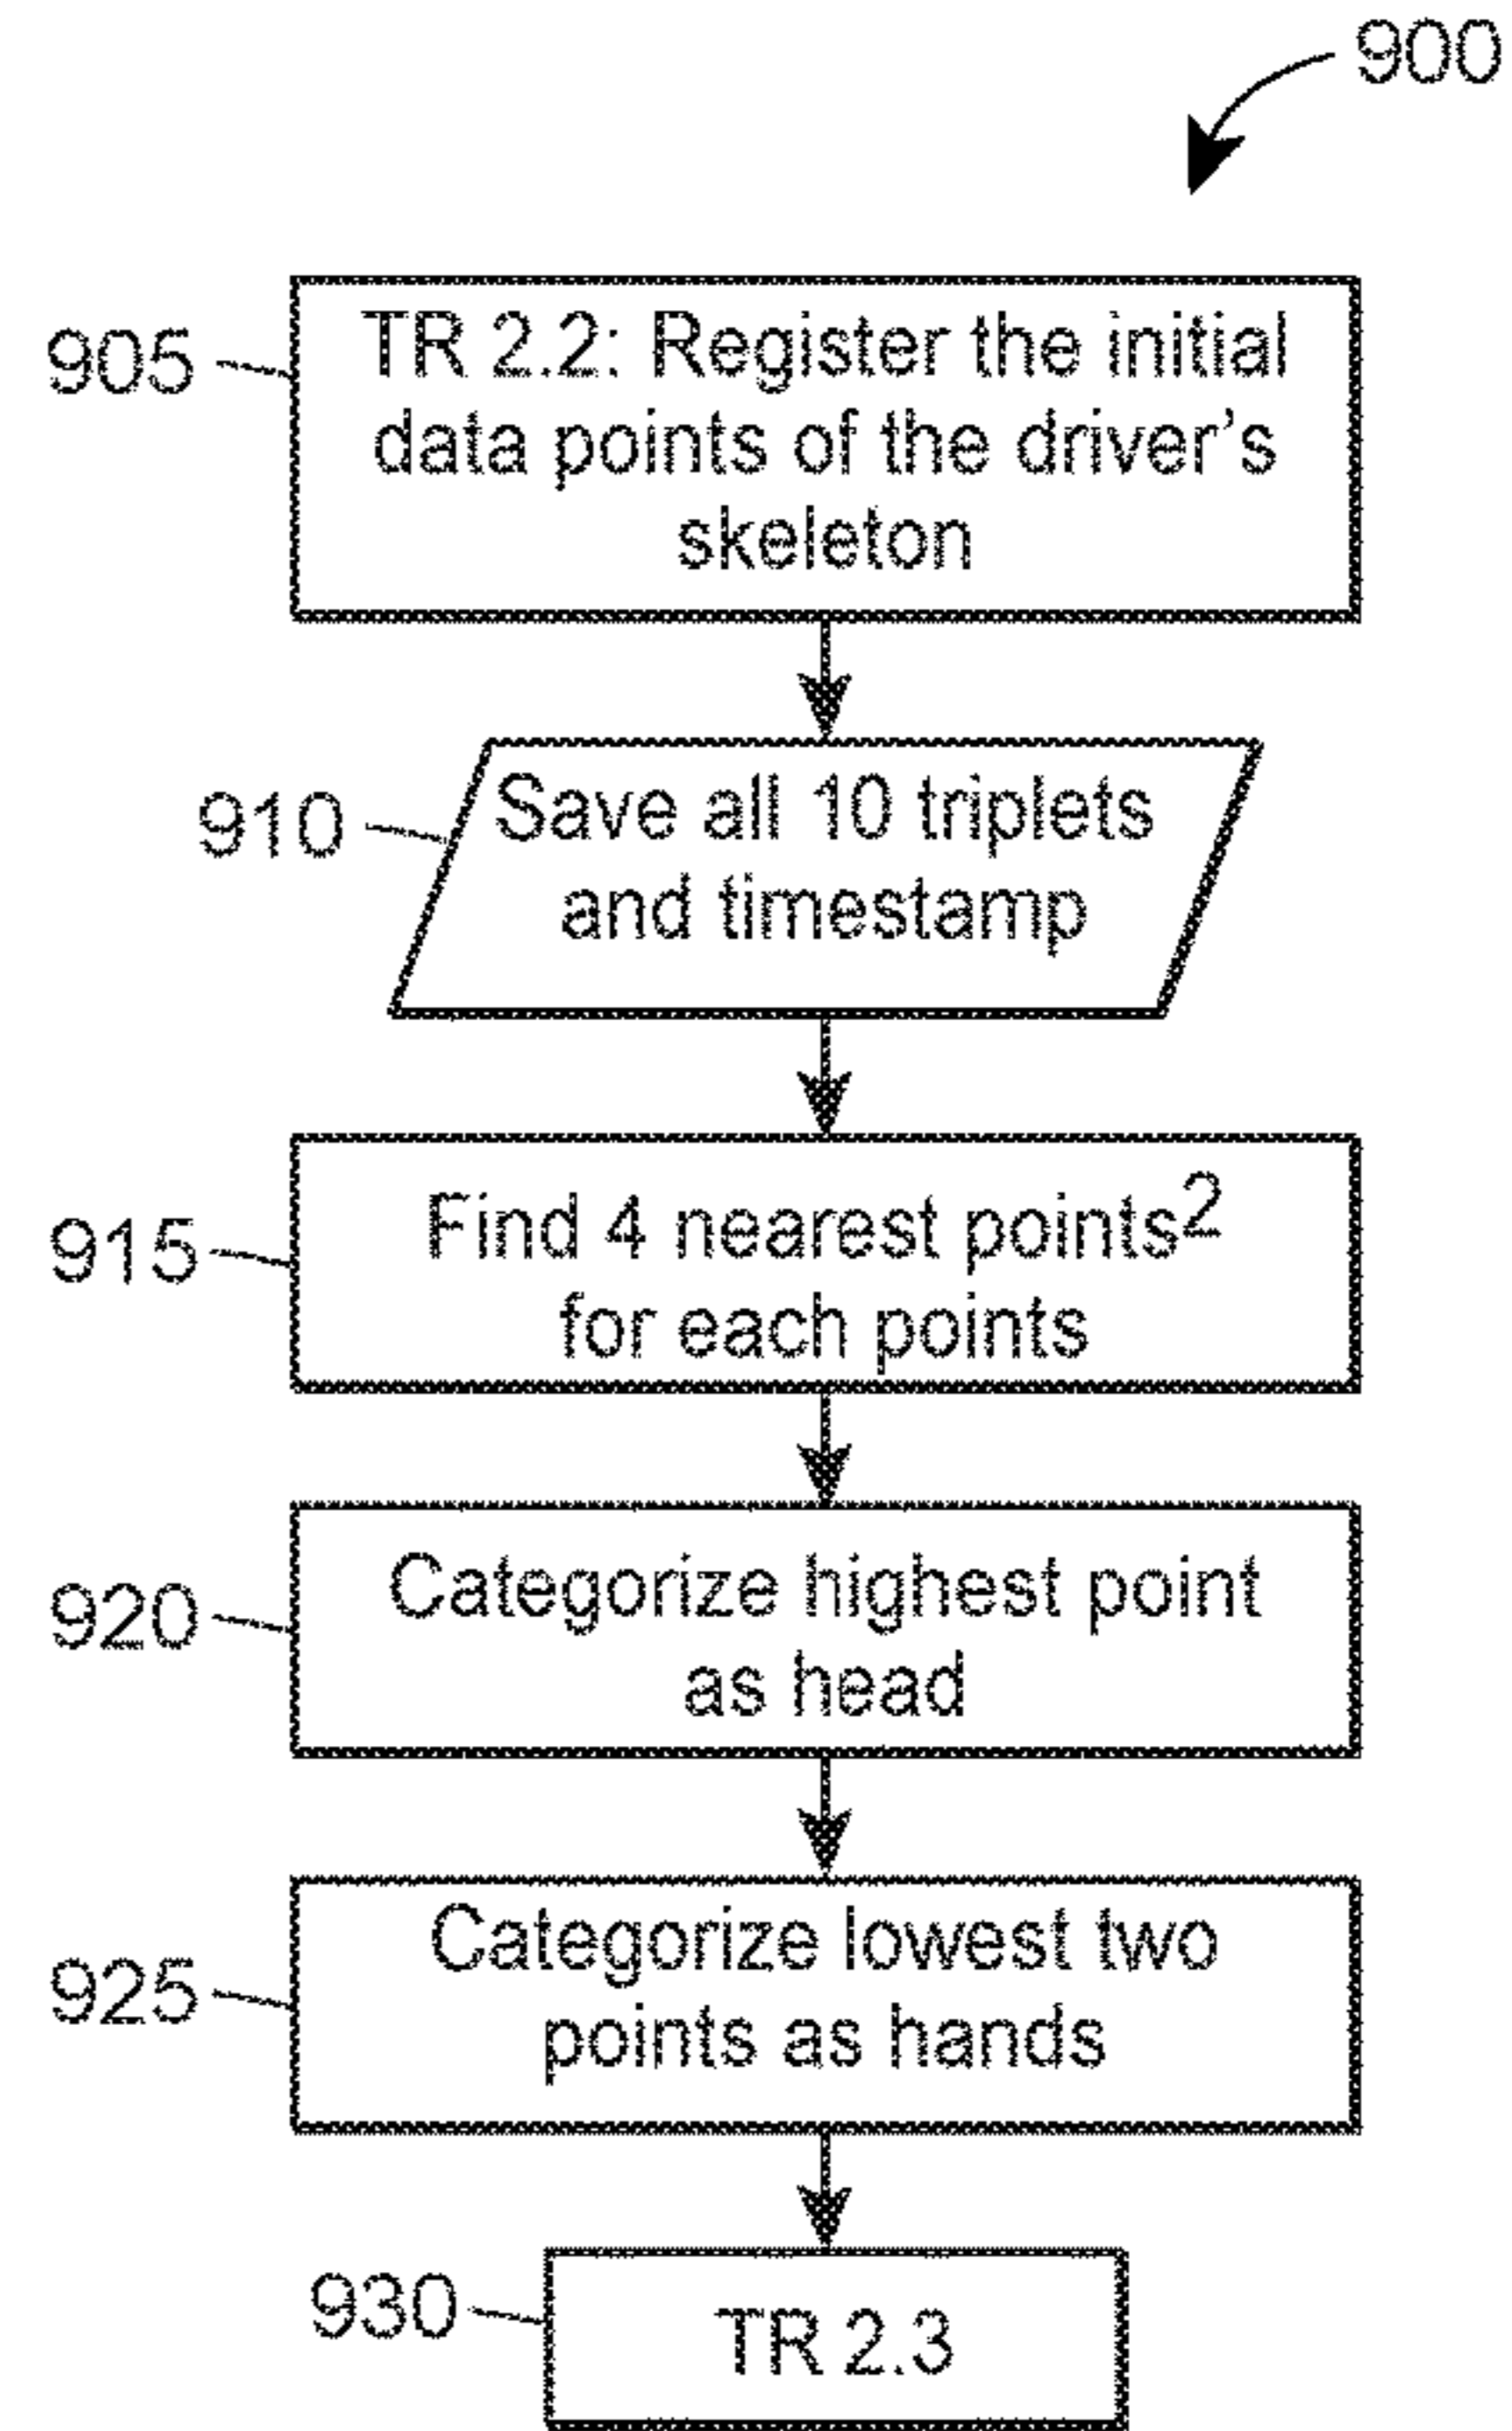 900
905
TR 2.2: Register the initial
data points of the driver's
skeleton
910
Save all 10 triplets
and timestamp
915
Find 4 nearest points2
for each points
920
Categorize highest point
as head
925
Categorize lowest two
points as hands
930
TR 2.3